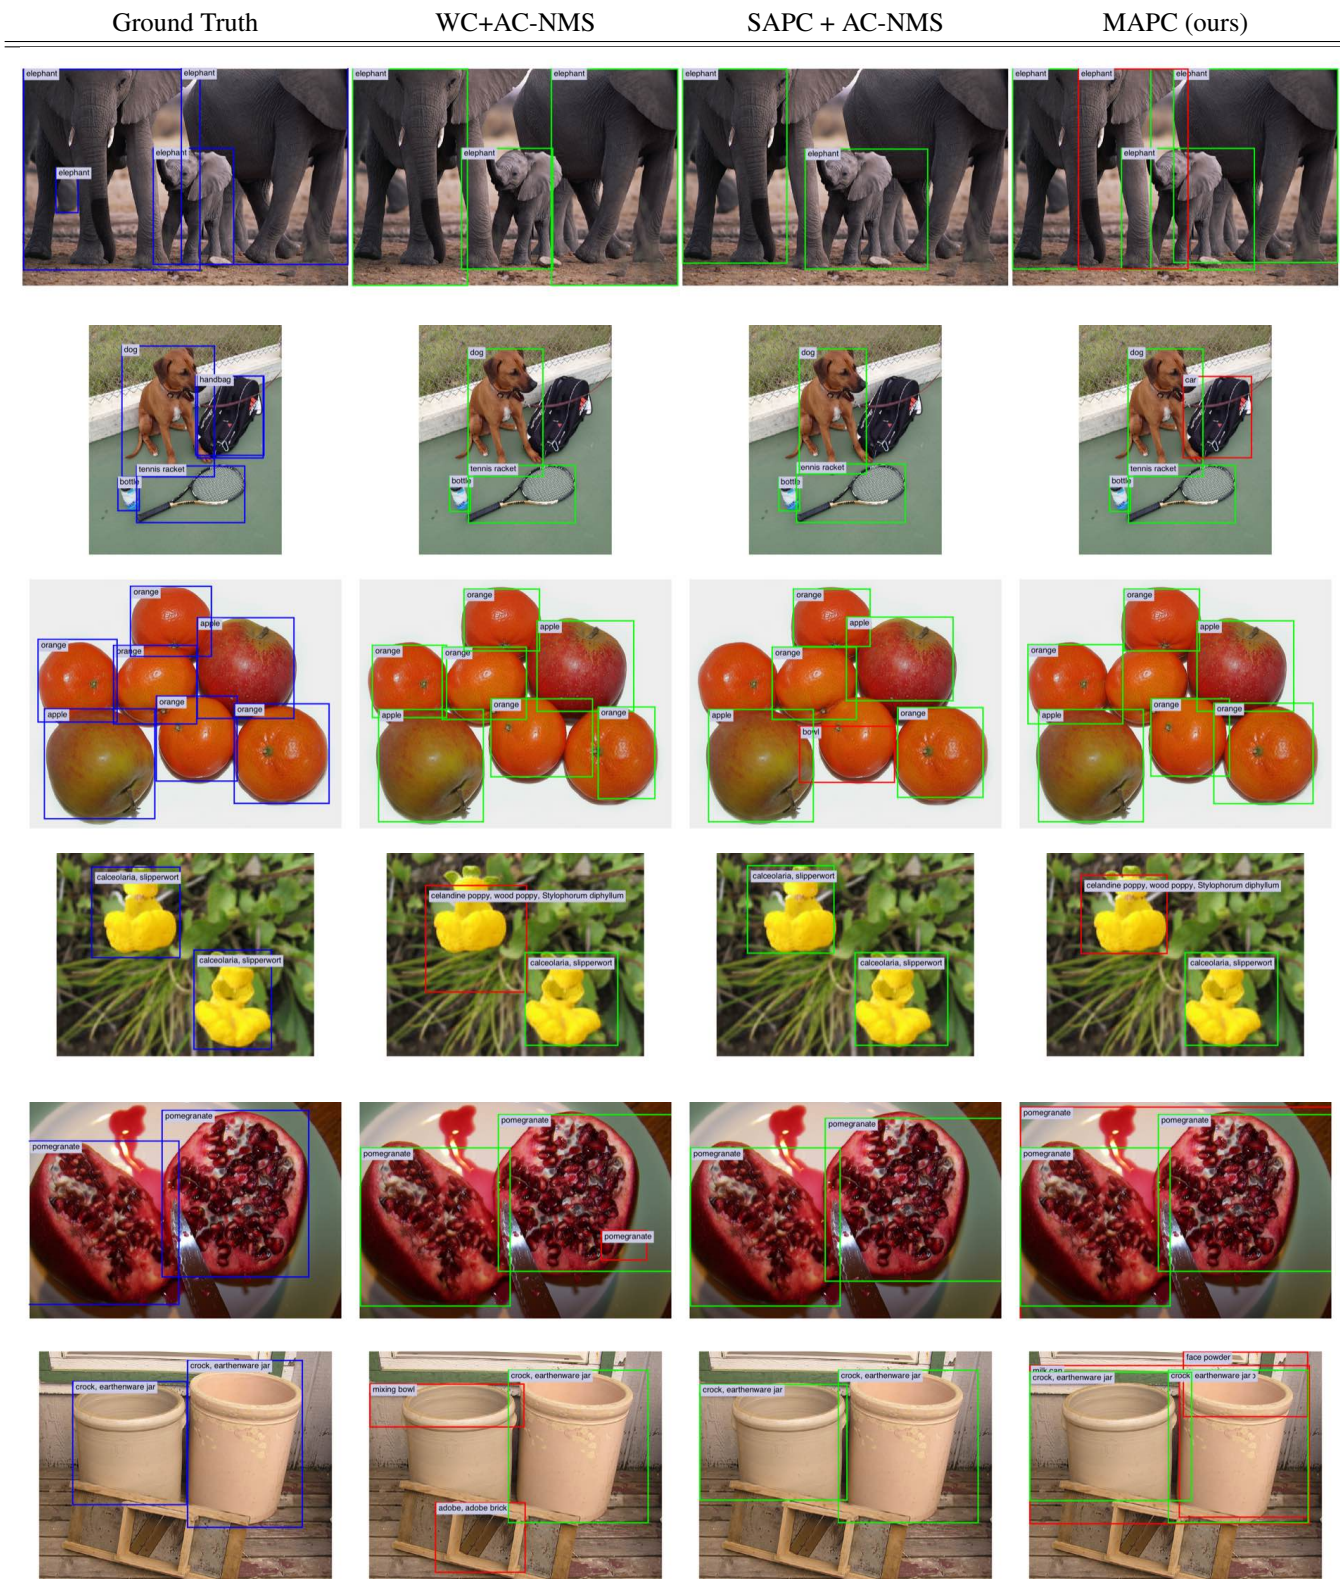 Ground Truth WC+AC-NMS SAPC + AC-NMS MAPC (ours)
elephant elephant elephant elephant elephant elephant elephant
elephant elephant elephant elephant elephant
elephant elephant
elephant
dog dog dog dog
handbag car
tennis racket tennis racket tennis racket tennis racket
bottle bottle bottle bottle
orange orange orange orange
apple apple apple apple
orange orange orange orange orange orange
orange orange orange orange orange orange
apple apple apple apple
bowl
calceolaria, slipperwort calceolaria, slipperwort
celandine poppy, wood poppy, Stylophorum diphyllum celandine poppy, wood poppy, Stylophorum diphyllum
calceolaria, slipperwort calceolaria, slipperwort calceolaria, slipperwort calceolaria, slipperwort
pomegranate pomegranate pomegranate pomegranate pomegranate
pomegranate pomegranate pomegranate pomegranate
pomegranate
face powder
crock, earthenware jar crock, earthenware jar crock, earthenware jar
crock, earthenware jar mixing bowl crock, earthenware jar crock, earthenware jar crock, earthenware jar
adobe, adobe brick